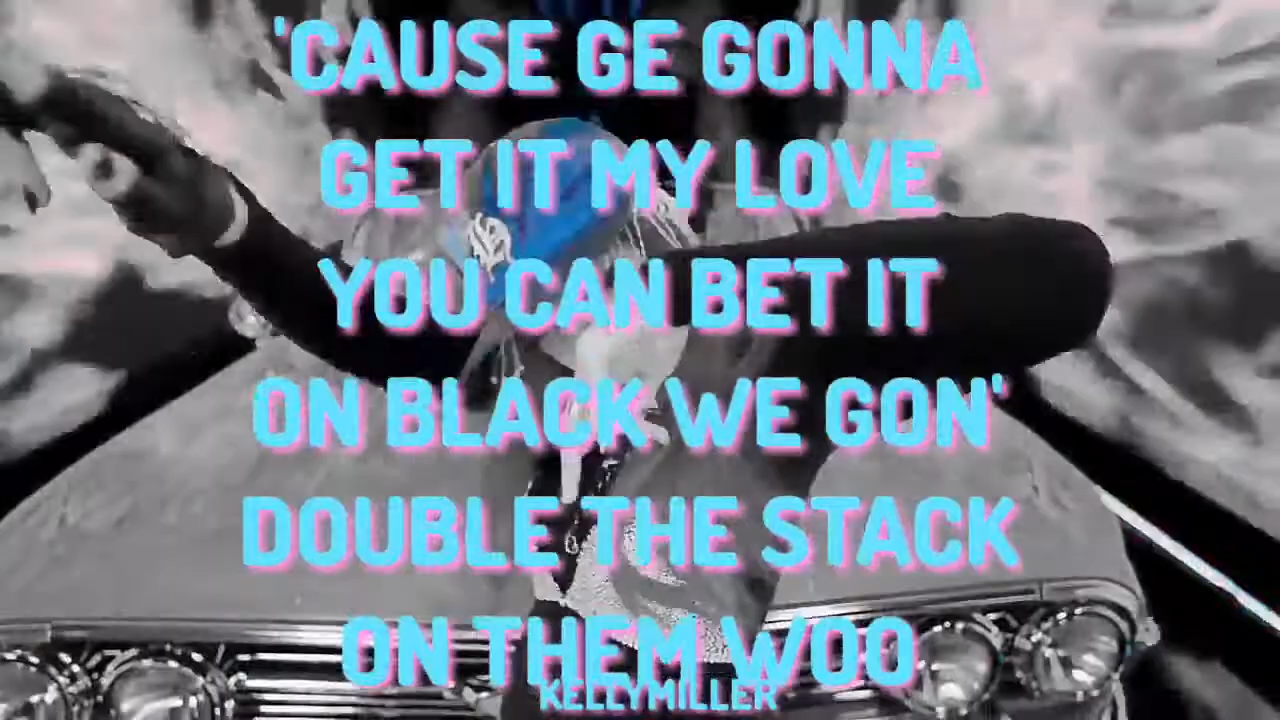 'CAUSE GE GONNA
GET IT MY LOVE
YOU CAN BET IT
ON BLACK WE GON'
DOUBLE THE STACK
ON THEM WOO
KELLYMILLER